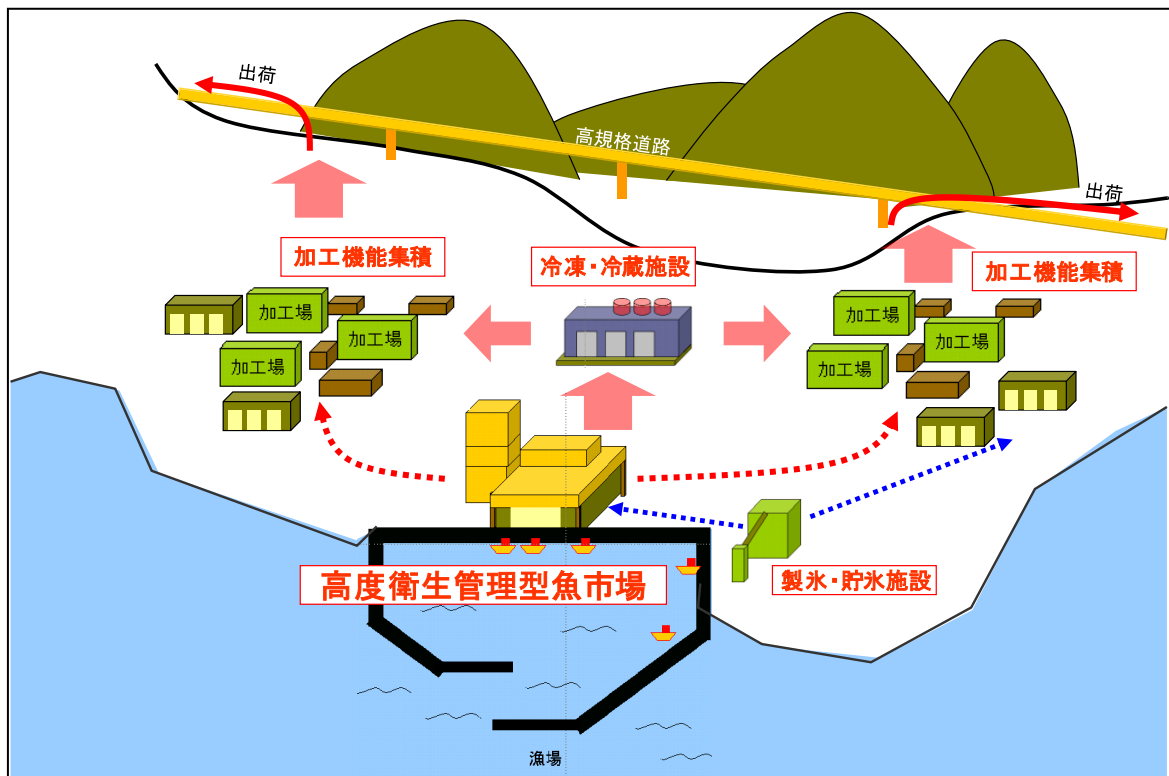 出荷
高規格道路
出荷
加工機能集積
冷凍・冷蔵施設
加工機能集積
加工場
加工場
加工場
加工場
加工場
加工場
高度衛生管理型魚市場
製氷・貯氷施設
漁場